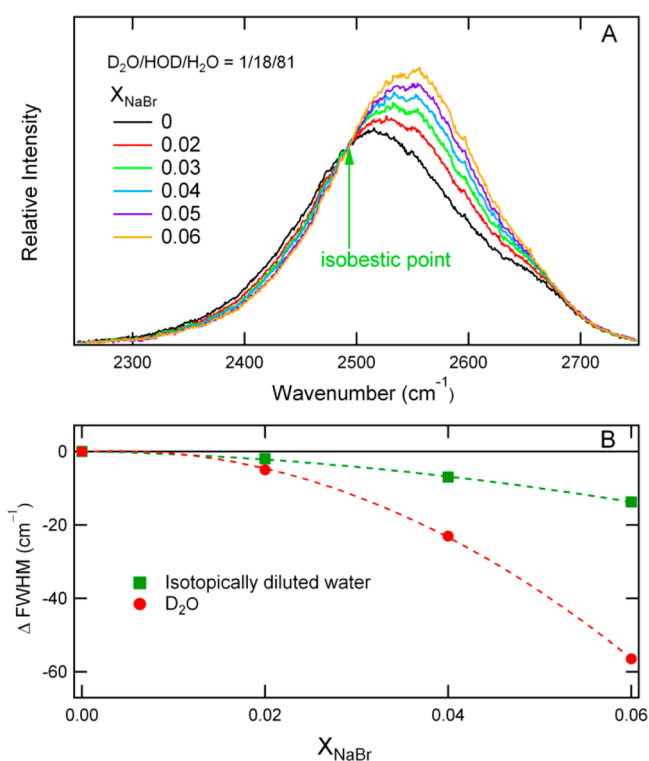 A
D₂O/HOD/H₂O = 1/18/81
X_NaBr
0
0.02
0.03
0.04
0.05
0.06
isobestic point
Relative Intensity
2300 2400 2500 2600 2700
Wavenumber (cm⁻¹)
B
0
-20
-40
-60
Δ FWHM (cm⁻¹)
Isotopically diluted water
D₂O
0.00 0.02 0.04 0.06
X_NaBr